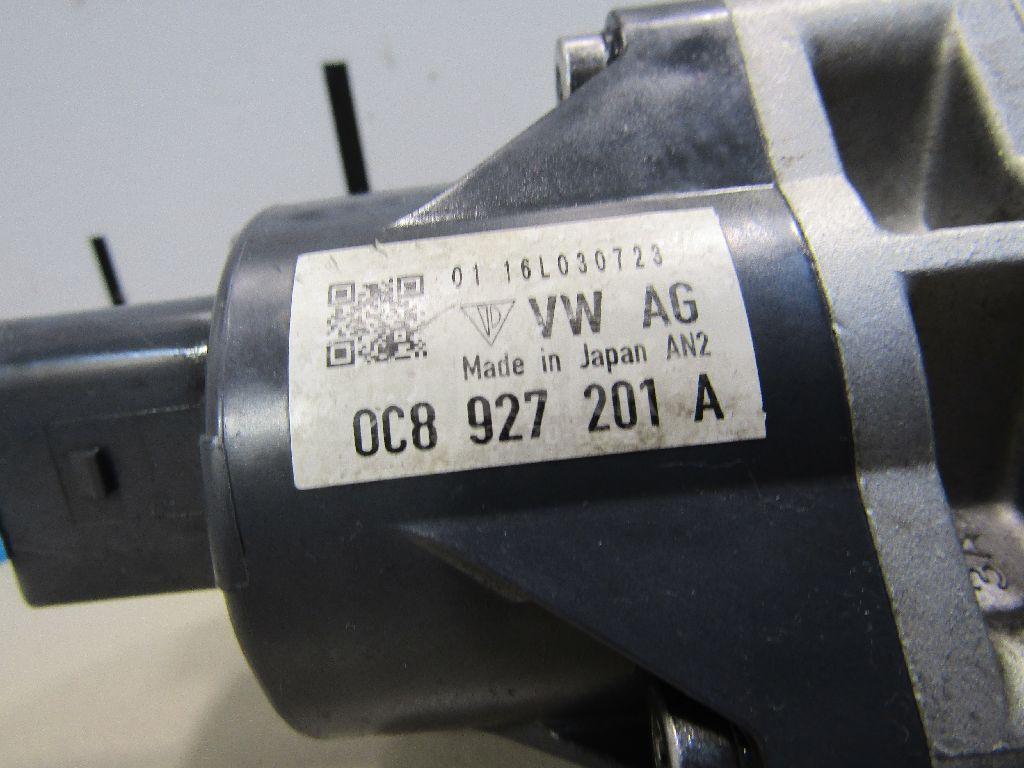 01 16L030723
VW AG
Made in Japan AN2
0C8 927 201 A